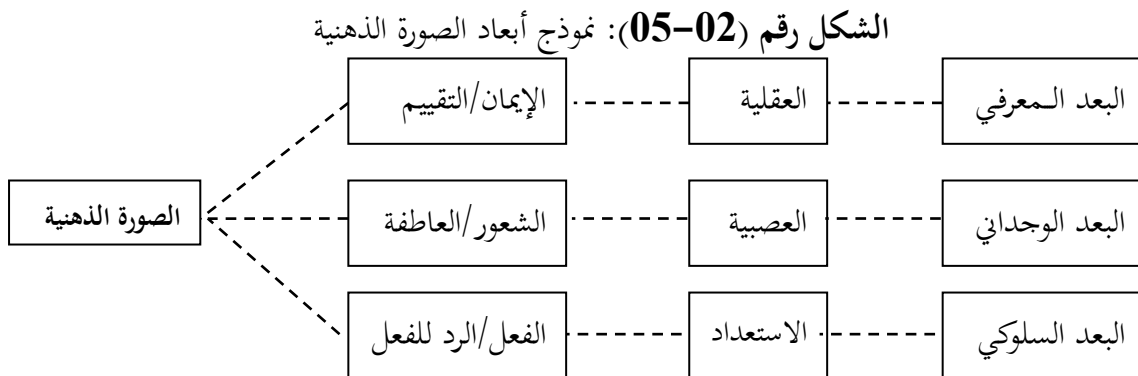 الشكل رقم (02-05): نموذج أبعاد الصورة الذهنية
البعد المعرفي
العقلية
الإيمان/التقييم
البعد الوجداني
العصبية
الشعور/العاطفة
الصورة الذهنية
البعد السلوكي
الاستعداد
الفعل/الرد للفعل